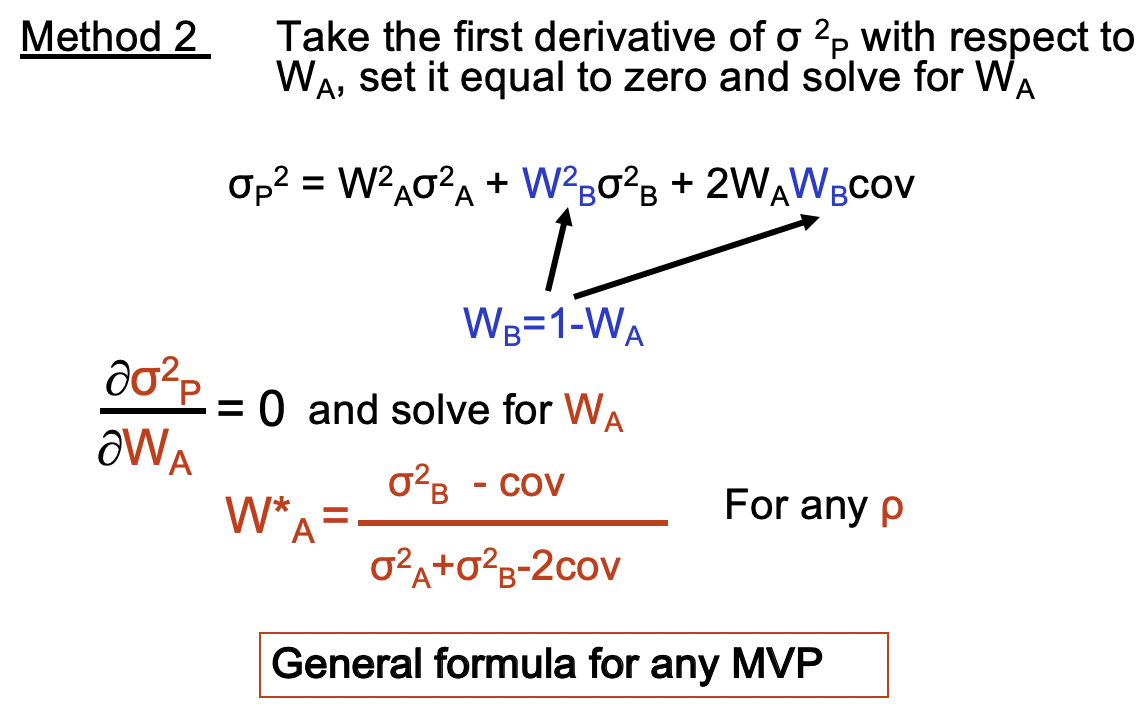 Method 2 Take the first derivative of σ ²P with respect to
WA, set it equal to zero and solve for WA
σP² = W²Aσ²A + W²Bσ²B + 2WAWBcov
WB=1-WA
∂σ²P
= 0 and solve for WA
∂WA
σ²B - cov
W*A = For any ρ
σ²A+σ²B-2cov
General formula for any MVP